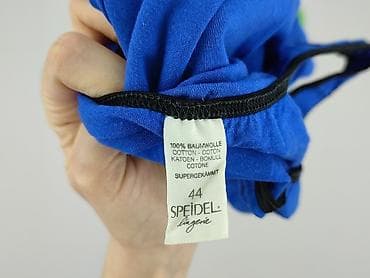 100% BAUMWOLLE
COTTON - COTON
KATOEN - BOMULL
COTONE
SUPERGEKÄMMT
44
SPEIDEL
lingerie